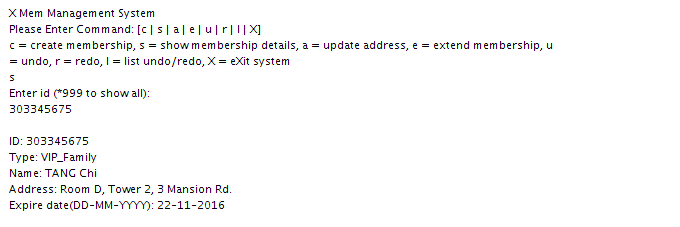 X Mem Management System
Please Enter Command: [c | s | a | e | u | r | l | X]
c = create membership, s = show membership details, a = update address, e = extend membership, u
= undo, r = redo, l = list undo/redo, X = eXit system
s
Enter id (*999 to show all):
303345675

ID: 303345675
Type: VIP_Family
Name: TANG Chi
Address: Room D, Tower 2, 3 Mansion Rd.
Expire date(DD-MM-YYYY): 22-11-2016